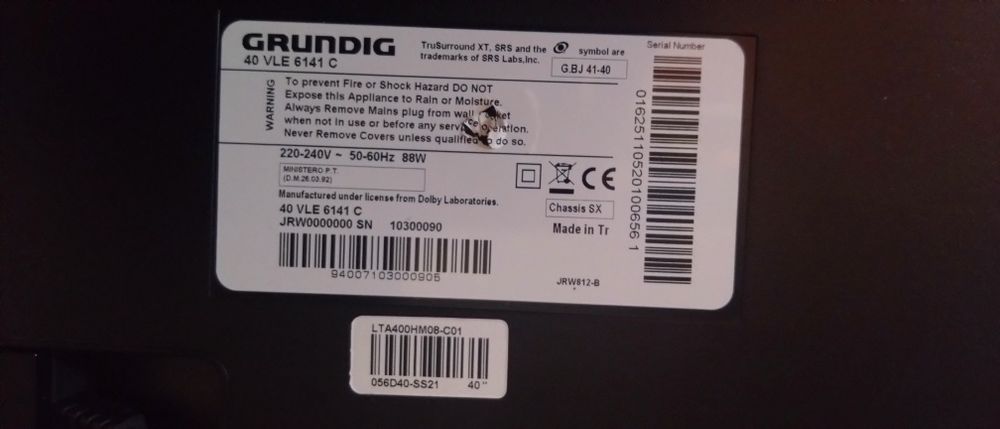 GRUNDIG
40 VLE 6141 C
TruSurround XT, SRS and the symbol are
trademarks of SRS Labs,Inc.
G.BJ 41-40
Serial Number
WARNING
To prevent Fire or Shock Hazard DO NOT
Expose this Appliance to Rain or Moisture.
Always Remove Mains plug from wall
when not in use or before any service operation.
Never Remove Covers unless qualified to do so.
220-240V ~ 50-60Hz 88W
MINISTERO P.T.
(D.M.26.03.92)
CE
Manufactured under license from Dolby Laboratories.
40 VLE 6141 C
JRW0000000 SN 10300090
Chassis SX
Made in Tr
94007103000905
JRW812-B
01625110520100656 1
LTA400HM08-C01
056D40-SS21 40"